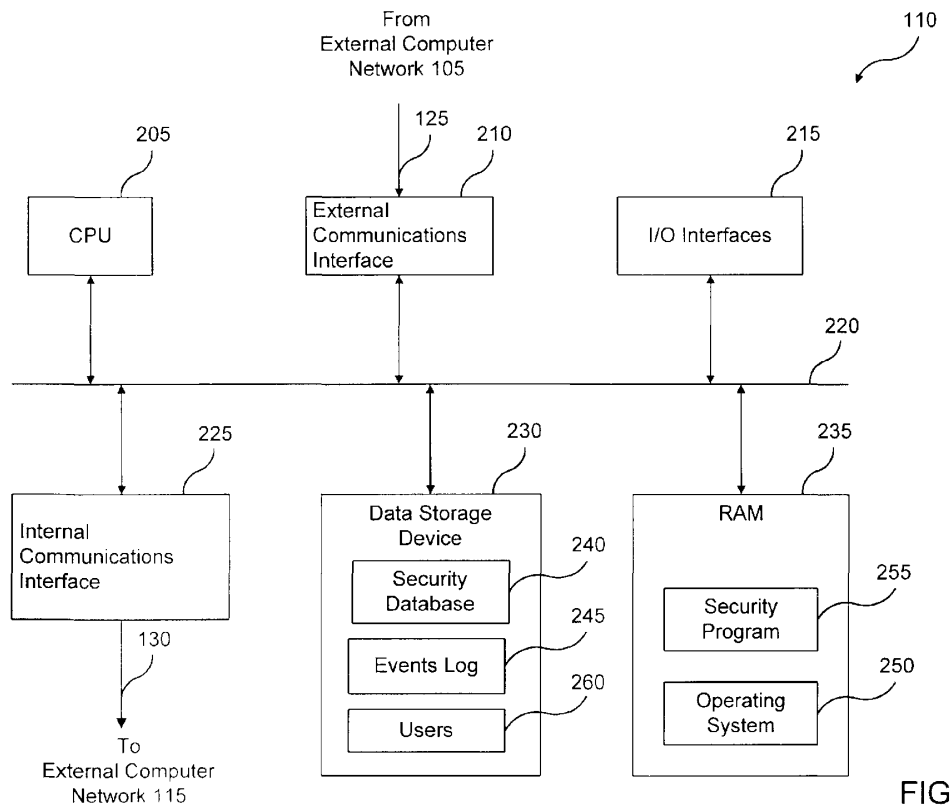 From
External Computer
Network 105
110
125
210
205
215
CPU
External
Communications
Interface
I/O Interfaces
220
225
230
235
Internal
Communications
Interface
Data Storage
Device
RAM
240
Security
Database
255
Security
Program
245
Events Log
260
Users
250
Operating
System
130
To
External Computer
Network 115
FIG